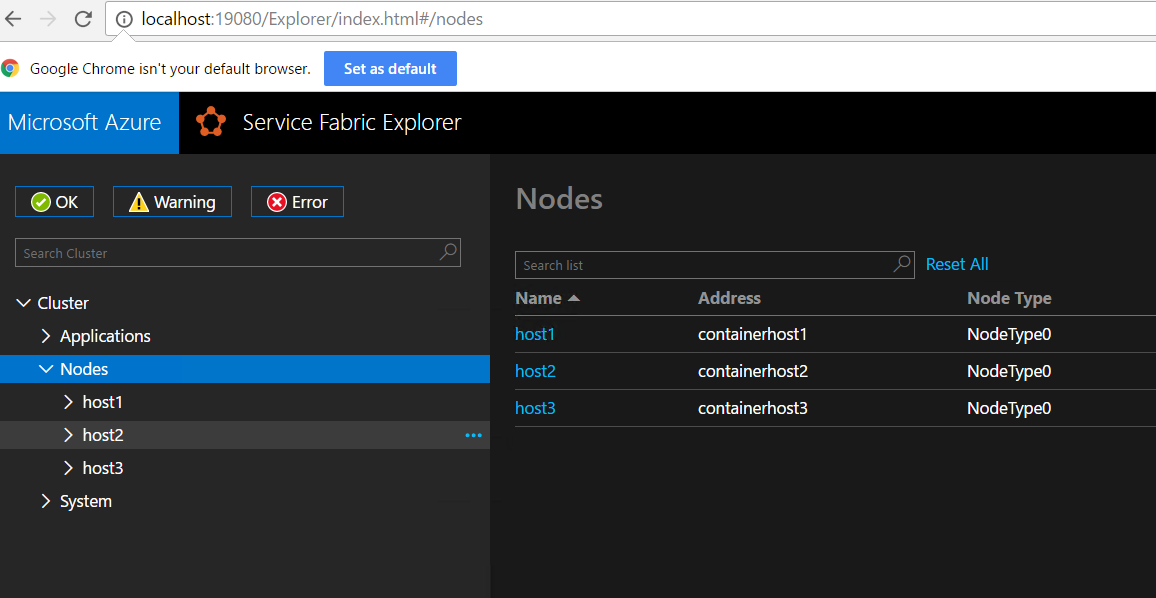 localhost:19080/Explorer/index.html#/nodes
Google Chrome isn't your default browser. Set as default
Microsoft Azure Service Fabric Explorer
OK Warning Error
Search Cluster
Cluster
Applications
Nodes
host1
host2
host3
System
Nodes
Search list Reset All
Name Address Node Type
host1 containerhost1 NodeType0
host2 containerhost2 NodeType0
host3 containerhost3 NodeType0